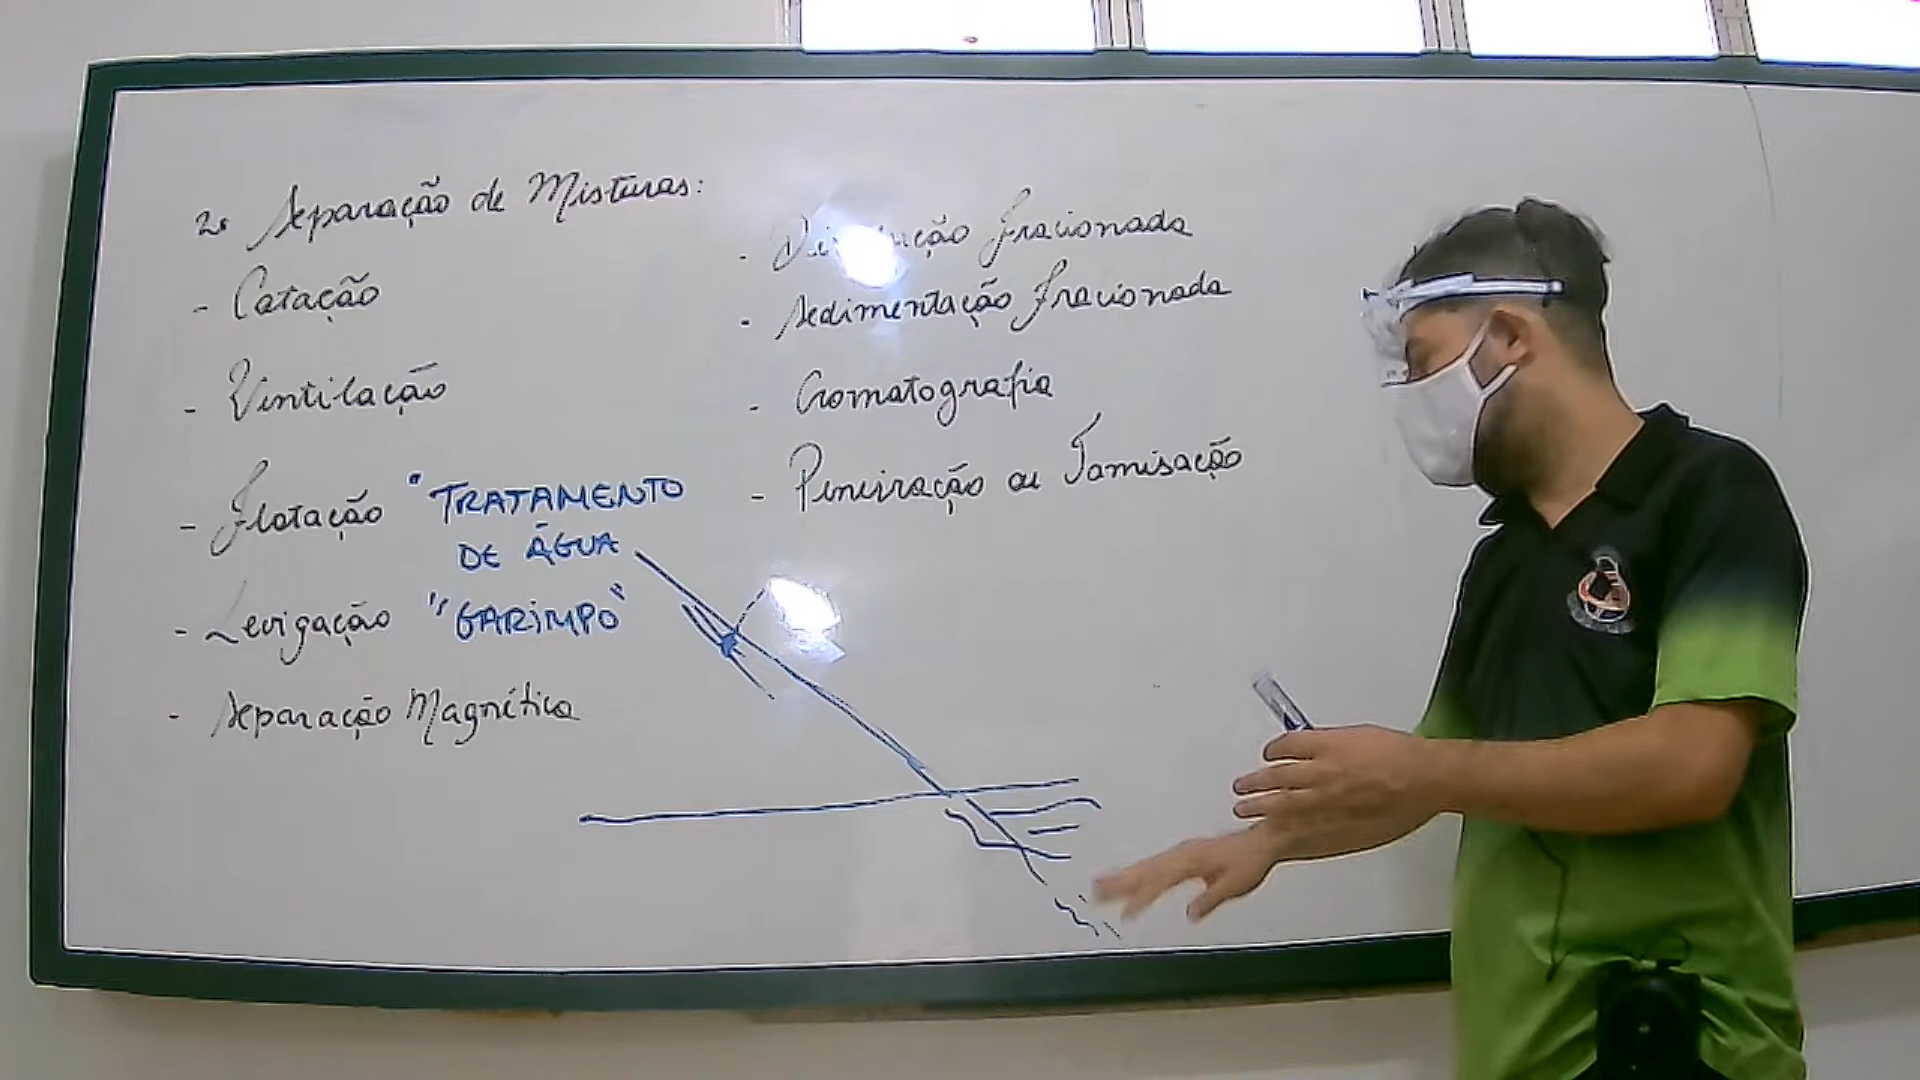 2. Separação de Misturas:
- Catação
- Ventilação
- Flotação "TRATAMENTO
DE ÁGUA
- Levigação "GARIMPO"
- Separação Magnética
- Fracionada
- Sedimentação Fracionada
- Cromatografia
- Peneiração ou Tamisação